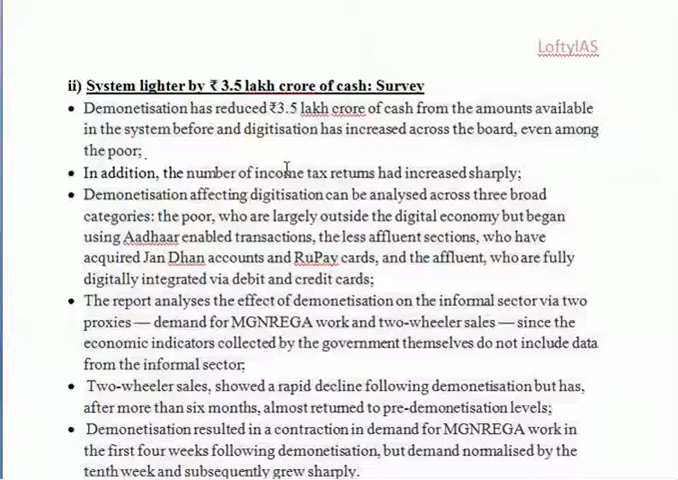 LoftyIAS
ii) System lighter by ₹ 3.5 lakh crore of cash: Survey
• Demonetisation has reduced ₹3.5 lakh crore of cash from the amounts available
in the system before and digitisation has increased across the board, even among
the poor;
• In addition, the number of income tax returns had increased sharply;
• Demonetisation affecting digitisation can be analysed across three broad
categories: the poor, who are largely outside the digital economy but began
using Aadhaar enabled transactions, the less affluent sections, who have
acquired Jan Dhan accounts and RuPay cards, and the affluent, who are fully
digitally integrated via debit and credit cards;
• The report analyses the effect of demonetisation on the informal sector via two
proxies — demand for MGNREGA work and two-wheeler sales — since the
economic indicators collected by the government themselves do not include data
from the informal sector;
• Two-wheeler sales, showed a rapid decline following demonetisation but has,
after more than six months, almost returned to pre-demonetisation levels;
• Demonetisation resulted in a contraction in demand for MGNREGA work in
the first four weeks following demonetisation, but demand normalised by the
tenth week and subsequently grew sharply.